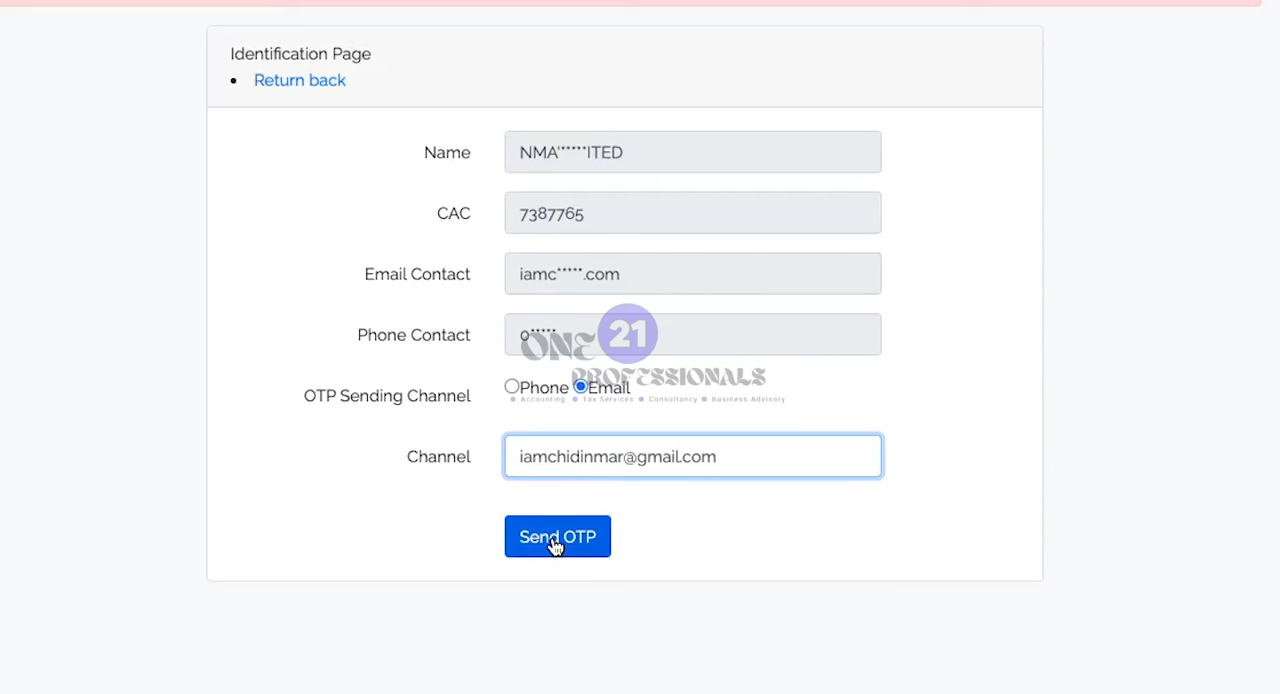 Identification Page
Return back
Name
NMA*****ITED
CAC
7387765
Email Contact
iamc*****.com
Phone Contact
0*****
ONE 21
PROFESSIONALS
Accounting Tax Services Consultancy Business Advisory
OTP Sending Channel
Phone Email
Channel
iamchidinmar@gmail.com
Send OTP